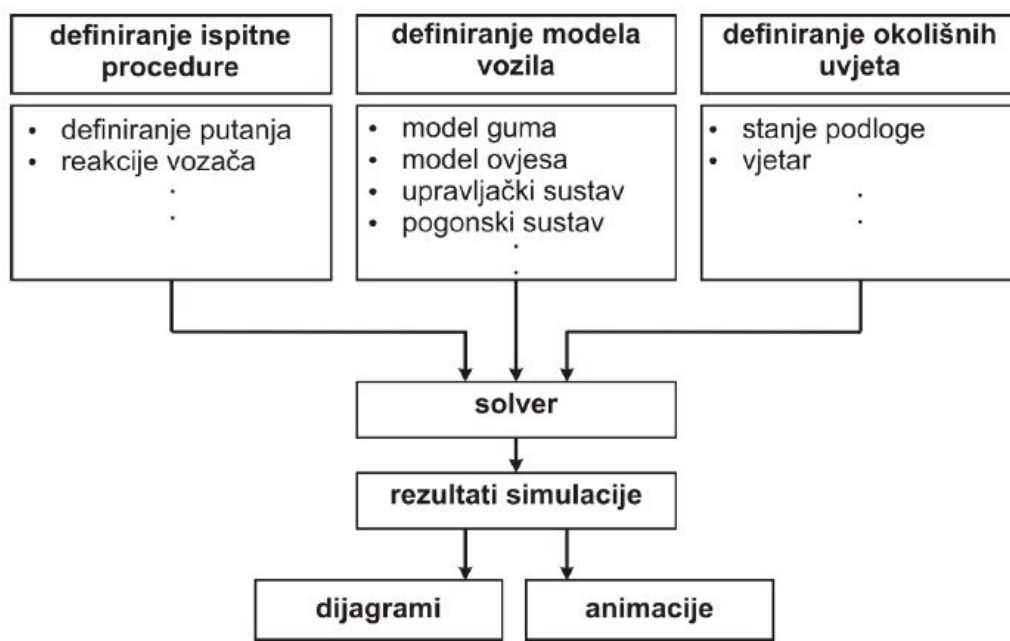 definiranje ispitne
procedure
• definiranje putanja
• reakcije vozača
.
.
definiranje modela
vozila
• model guma
• model ovjesa
• upravljački sustav
• pogonski sustav
.
.
definiranje okolišnih
uvjeta
• stanje podloge
• vjetar
.
.
solver
rezultati simulacije
dijagrami
animacije